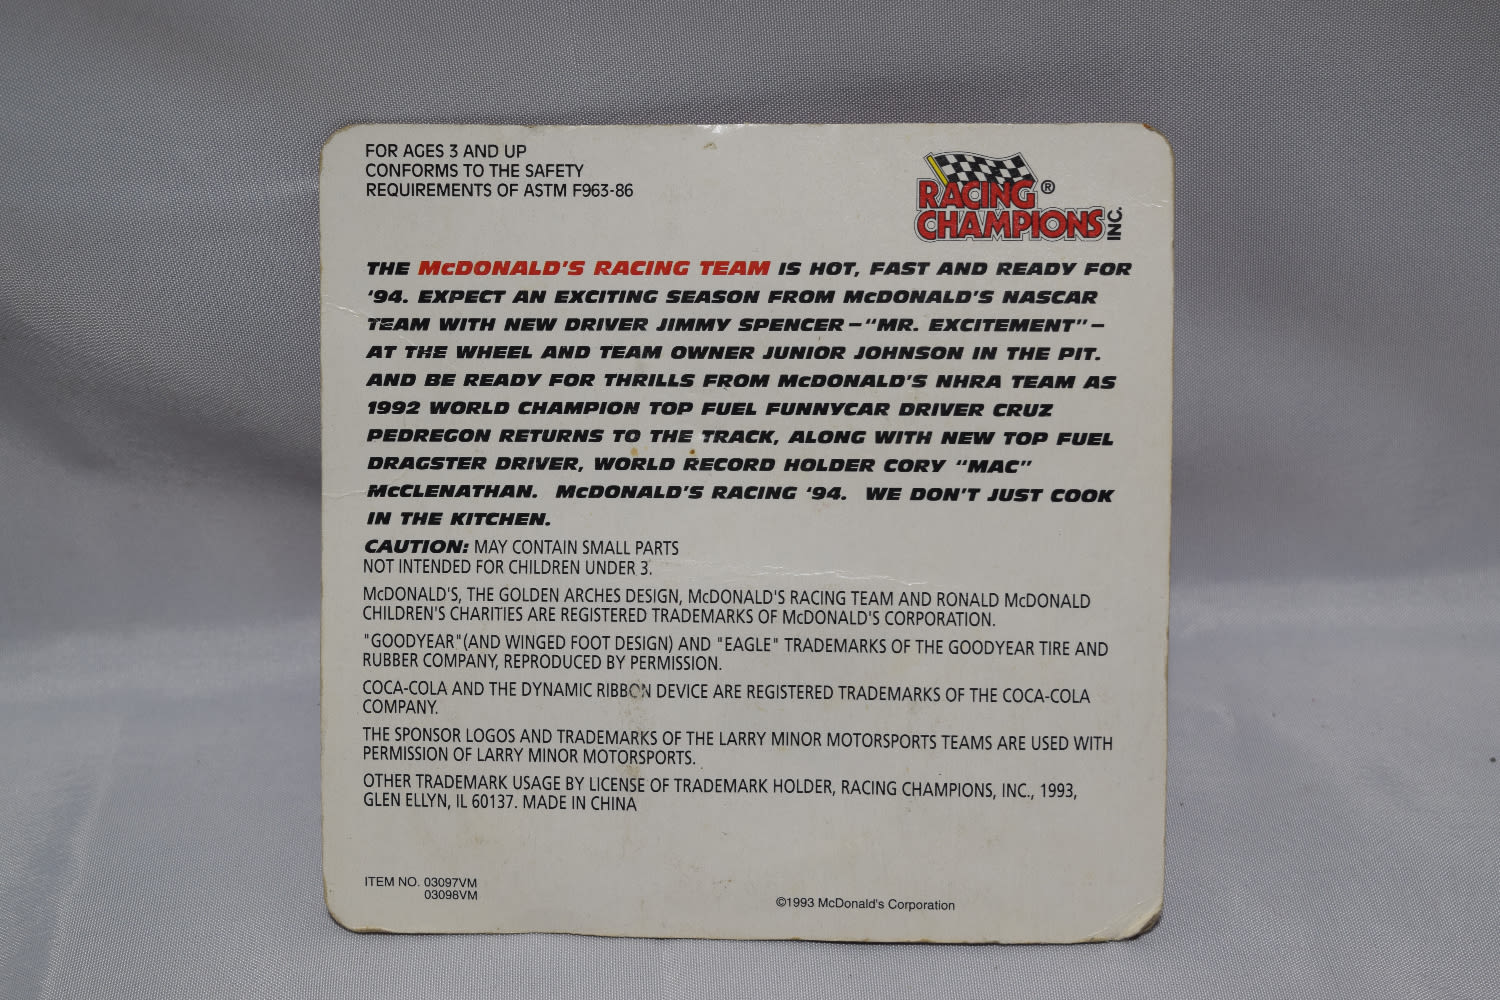 FOR AGES 3 AND UP
CONFORMS TO THE SAFETY
REQUIREMENTS OF ASTM F963-86
RACING ®
CHAMPIONS INC.
THE McDONALD'S RACING TEAM IS HOT, FAST AND READY FOR
'94. EXPECT AN EXCITING SEASON FROM McDONALD'S NASCAR
TEAM WITH NEW DRIVER JIMMY SPENCER – "MR. EXCITEMENT" –
AT THE WHEEL AND TEAM OWNER JUNIOR JOHNSON IN THE PIT.
AND BE READY FOR THRILLS FROM McDONALD'S NHRA TEAM AS
1992 WORLD CHAMPION TOP FUEL FUNNYCAR DRIVER CRUZ
PEDREGON RETURNS TO THE TRACK, ALONG WITH NEW TOP FUEL
DRAGSTER DRIVER, WORLD RECORD HOLDER CORY "MAC"
McCLENATHAN. McDONALD'S RACING '94. WE DON'T JUST COOK
IN THE KITCHEN.
CAUTION: MAY CONTAIN SMALL PARTS
NOT INTENDED FOR CHILDREN UNDER 3.
McDONALD'S, THE GOLDEN ARCHES DESIGN, McDONALD'S RACING TEAM AND RONALD McDONALD
CHILDREN'S CHARITIES ARE REGISTERED TRADEMARKS OF McDONALD'S CORPORATION.
"GOODYEAR"(AND WINGED FOOT DESIGN) AND "EAGLE" TRADEMARKS OF THE GOODYEAR TIRE AND
RUBBER COMPANY, REPRODUCED BY PERMISSION.
COCA-COLA AND THE DYNAMIC RIBBON DEVICE ARE REGISTERED TRADEMARKS OF THE COCA-COLA
COMPANY.
THE SPONSOR LOGOS AND TRADEMARKS OF THE LARRY MINOR MOTORSPORTS TEAMS ARE USED WITH
PERMISSION OF LARRY MINOR MOTORSPORTS.
OTHER TRADEMARK USAGE BY LICENSE OF TRADEMARK HOLDER, RACING CHAMPIONS, INC., 1993,
GLEN ELLYN, IL 60137. MADE IN CHINA
ITEM NO. 03097VM
03098VM
©1993 McDonald's Corporation